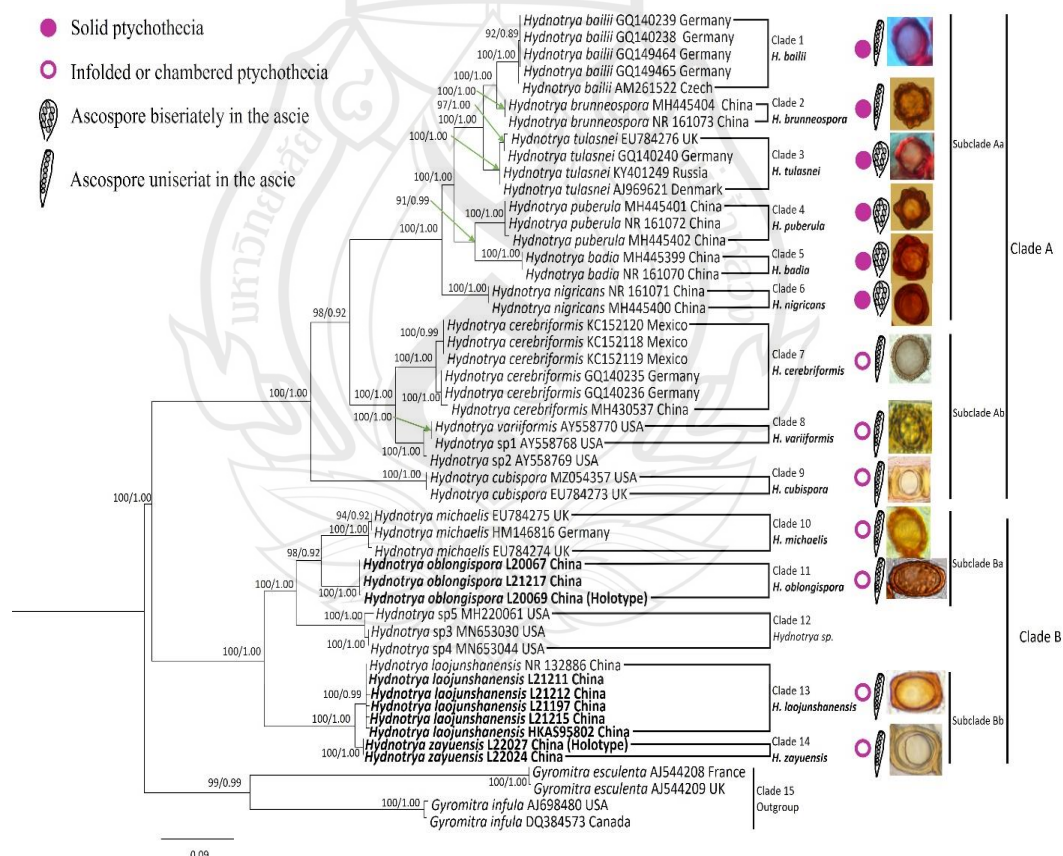 Solid ptychothecia
Infolded or chambered ptychothecia
Ascospore biseriately in the ascie
Ascospore uniseriat in the ascie
Hydnotrya bailii GQ140239 Germany
92/0.89
Hydnotrya bailii GQ140238 Germany
Hydnotrya bailii GQ149464 Germany
Hydnotrya bailii GQ149465 Germany
Hydnotrya bailii AM261522 Czech
Clade 1
H. bailii
100/1.00
100/1.00
100/1.00
Hydnotrya brunneospora MH445404 China
Hydnotrya brunneospora NR 161073 China
Clade 2
H. brunneospora
97/1.00
100/1.00
100/1.00
Hydnotrya tulasnei EU784276 UK
Hydnotrya tulasnei GQ140240 Germany
Hydnotrya tulasnei KY401249 Russia
Hydnotrya tulasnei AJ969621 Denmark
Clade 3
H. tulasnei
Subclade Aa
100/1.00
91/0.99
100/1.00
Hydnotrya puberula MH445401 China
Hydnotrya puberula NR 161072 China
Hydnotrya puberula MH445402 China
Clade 4
H. puberula
100/1.00
100/1.00
Hydnotrya badia MH445399 China
Hydnotrya badia NR 161070 China
Clade 5
H. badia
100/1.00
Hydnotrya nigricans NR 161071 China
Hydnotrya nigricans MH445400 China
Clade 6
H. nigricans
Clade A
98/0.92
100/0.99
Hydnotrya cerebriformis KC152120 Mexico
Hydnotrya cerebriformis KC152118 Mexico
Hydnotrya cerebriformis KC152119 Mexico
Hydnotrya cerebriformis GQ140235 Germany
Hydnotrya cerebriformis GQ140236 Germany
Hydnotrya cerebriformis MH430537 China
Clade 7
H. cerebriformis
100/1.00
100/1.00
100/1.00
100/1.00
100/1.00
Hydnotrya variiformis AY558770 USA
Hydnotrya sp1 AY558768 USA
Hydnotrya sp2 AY558769 USA
Clade 8
H. variiformis
Subclade Ab
100/1.00
100/1.00
100/1.00
Hydnotrya cubispora MZ054357 USA
Hydnotrya cubispora EU784273 UK
Clade 9
H. cubispora
100/1.00
94/0.92
100/1.00
Hydnotrya michaelis EU784275 UK
Hydnotrya michaelis HM146816 Germany
Hydnotrya michaelis EU784274 UK
Clade 10
H. michaelis
98/0.92
100/1.00
Hydnotrya oblongispora L20067 China
Hydnotrya oblongispora L21217 China
Hydnotrya oblongispora L20069 China (Holotype)
Clade 11
H. oblongispora
Subclade Ba
100/1.00
100/1.00
100/1.00
Hydnotrya sp5 MH220061 USA
Hydnotrya sp3 MN653030 USA
Hydnotrya sp4 MN653044 USA
Clade 12
Hydnotrya sp.
Clade B
100/1.00
100/0.99
Hydnotrya laojunshanensis NR 132886 China
Hydnotrya laojunshanensis L21211 China
Hydnotrya laojunshanensis L21212 China
Hydnotrya laojunshanensis L21197 China
Hydnotrya laojunshanensis L21215 China
Hydnotrya laojunshanensis HKAS95802 China
Clade 13
H. laojunshanensis
Subclade Bb
100/1.00
100/1.00
Hydnotrya zayuensis L22027 China (Holotype)
Hydnotrya zayuensis L22024 China
Clade 14
H. zayuensis
99/0.99
100/1.00
Gyromitra esculenta AJ544208 France
Gyromitra esculenta AJ544209 UK
100/1.00
Gyromitra infula AJ698480 USA
Gyromitra infula DQ384573 Canada
Clade 15
Outgroup
0.09